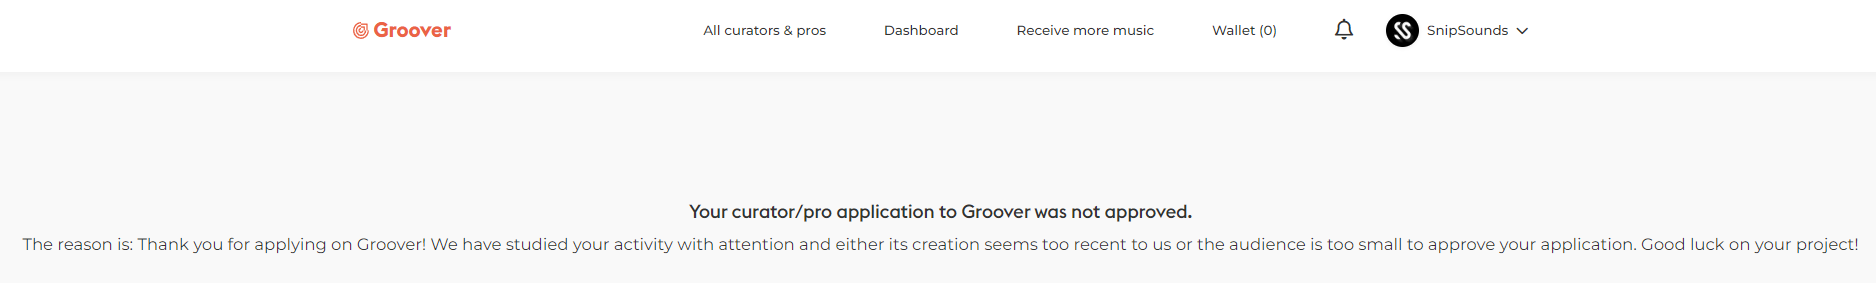 Groover All curators & pros Dashboard Receive more music Wallet (0) SnipSounds
Your curator/pro application to Groover was not approved.
The reason is: Thank you for applying on Groover! We have studied your activity with attention and either its creation seems too recent to us or the audience is too small to approve your application. Good luck on your project!